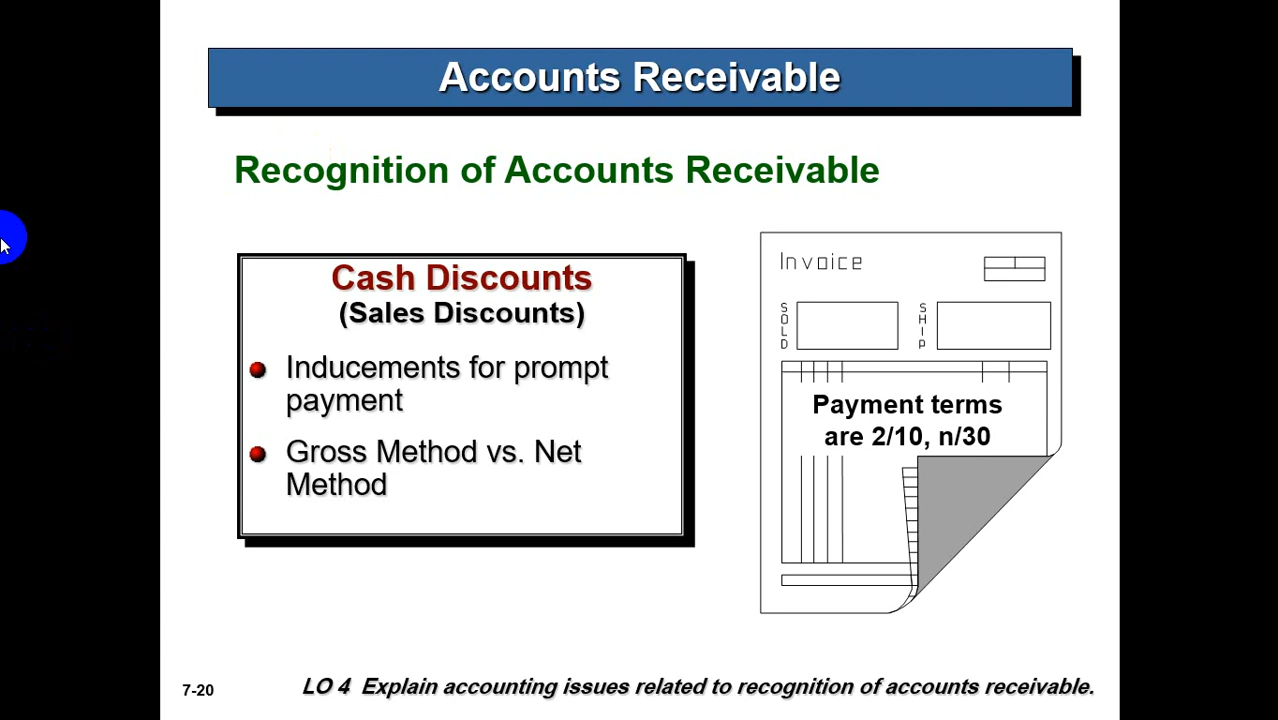 Accounts Receivable
Recognition of Accounts Receivable
Cash Discounts
(Sales Discounts)
Inducements for prompt
payment
Gross Method vs. Net
Method
Invoice
SOLD
SHIP
Payment terms
are 2/10, n/30
7-20
LO 4 Explain accounting issues related to recognition of accounts receivable.